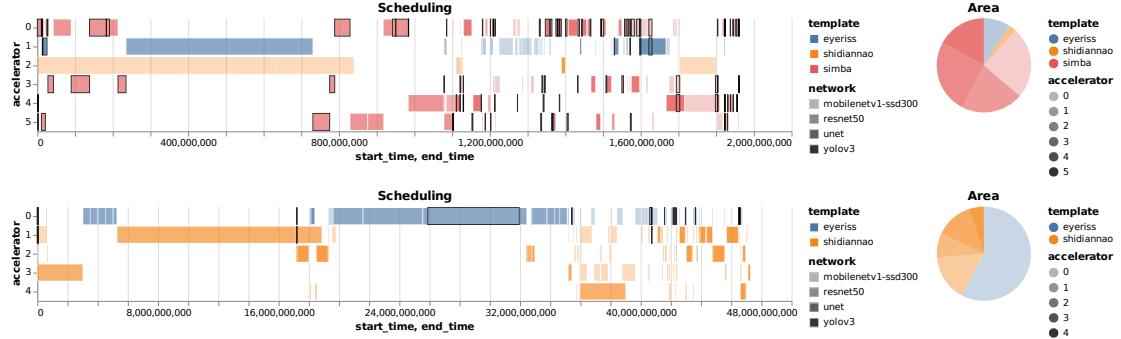 Scheduling
accelerator
0
1
2
3
4
5
0
400,000,000
800,000,000
1,200,000,000
1,600,000,000
2,000,000,000
start_time, end_time
template
eyeriss
shidiannao
simba
network
mobilenetv1-ssd300
resnet50
unet
yolov3
Area
template
eyeriss
shidiannao
simba
accelerator
0
1
2
3
4
5
Scheduling
accelerator
0
1
2
3
4
0
8,000,000,000
16,000,000,000
24,000,000,000
32,000,000,000
40,000,000,000
48,000,000,000
start_time, end_time
template
eyeriss
shidiannao
network
mobilenetv1-ssd300
resnet50
unet
yolov3
Area
template
eyeriss
shidiannao
accelerator
0
1
2
3
4